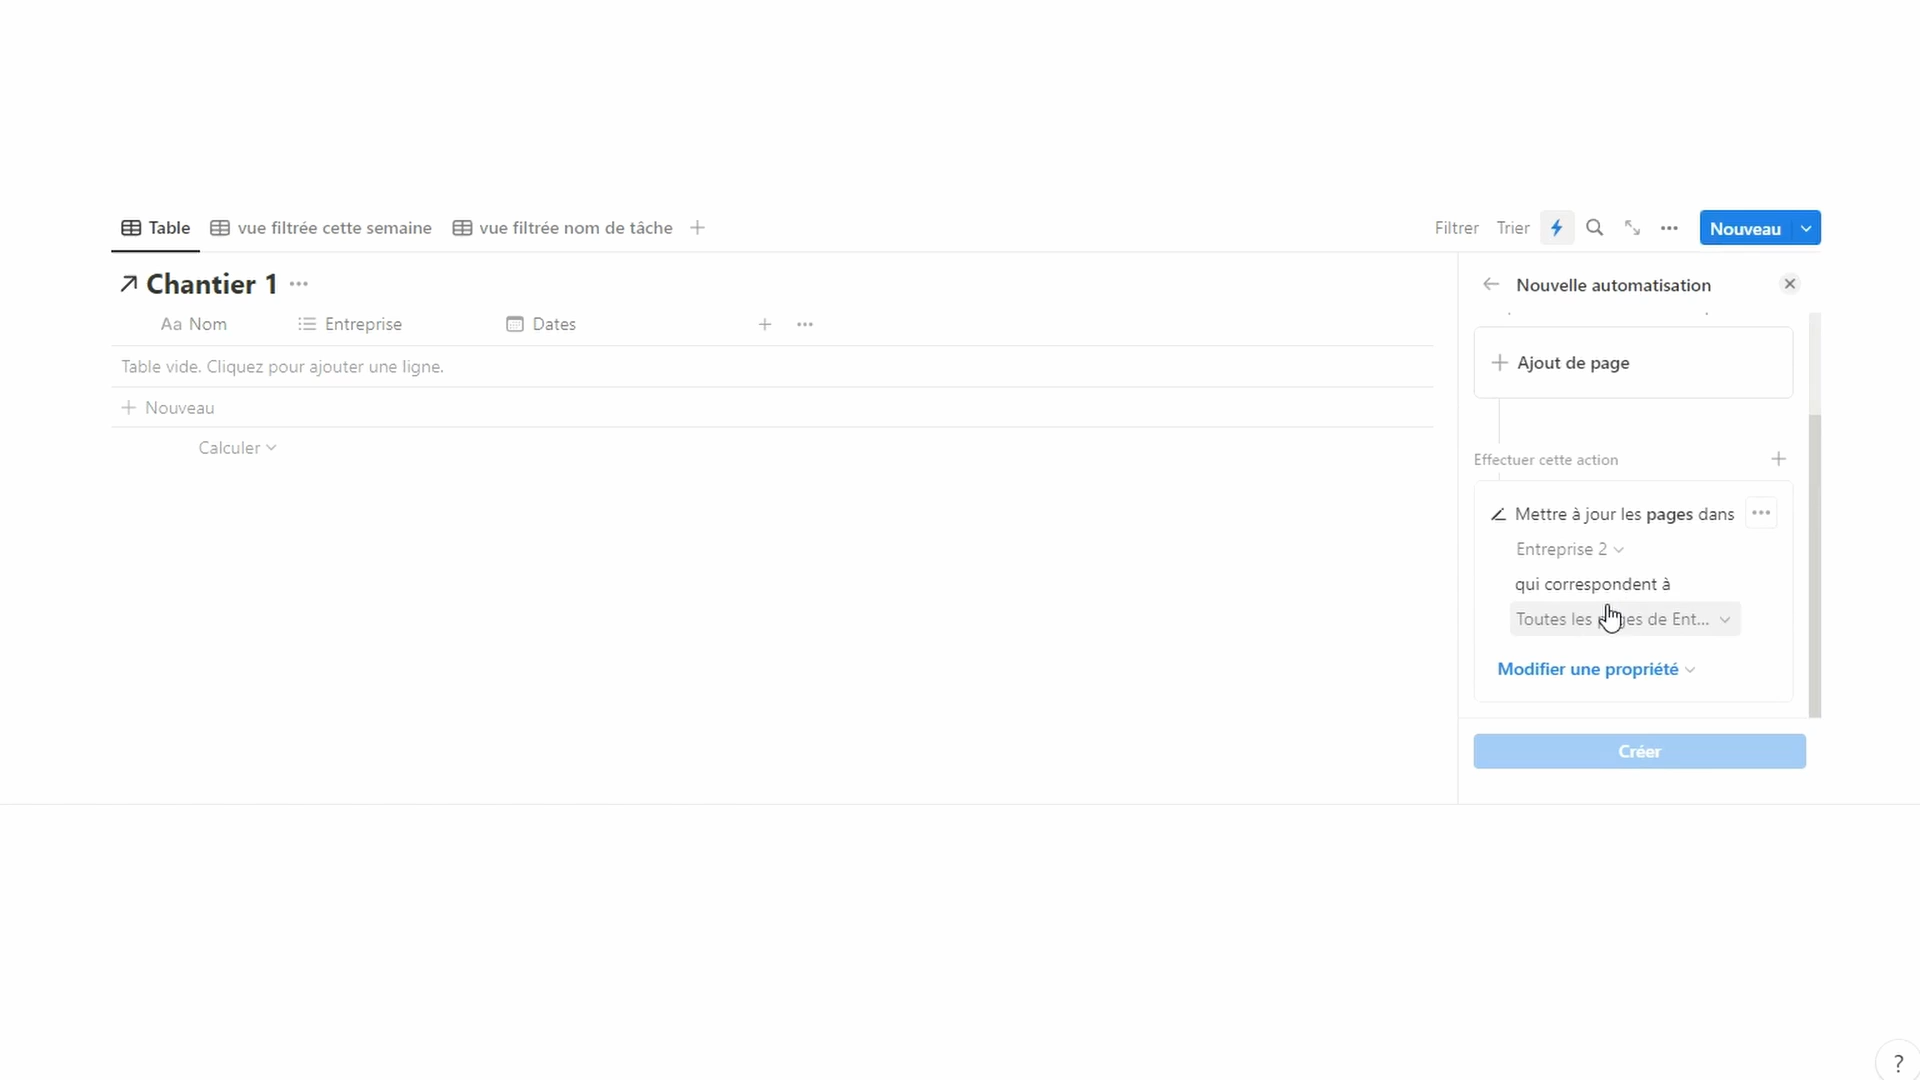 Table vue filtrée cette semaine vue filtrée nom de tâche Filtrer Trier Nouveau
Chantier 1
Aa Nom Entreprise Dates
Table vide. Cliquez pour ajouter une ligne.
Nouveau
Calculer
Nouvelle automatisation
Ajout de page
Effectuer cette action
Mettre à jour les pages dans
Entreprise 2
qui correspondent à
Toutes les de Ent...
Modifier une propriété
Créer
?